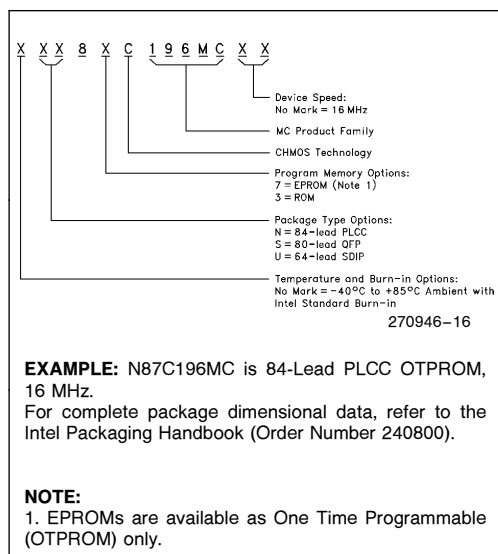 X X X 8 X C 1 9 6 M C X X
Device Speed:
No Mark = 16 MHz
MC Product Family
CHMOS Technology
Program Memory Options:
7 = EPROM (Note 1)
3 = ROM
Package Type Options:
N = 84-lead PLCC
S = 80-lead QFP
U = 64-lead SDIP
Temperature and Burn-in Options:
No Mark = -40°C to +85°C Ambient with
Intel Standard Burn-in
270946-16
EXAMPLE: N87C196MC is 84-Lead PLCC OTPROM,
16 MHz.
For complete package dimensional data, refer to the
Intel Packaging Handbook (Order Number 240800).
NOTE:
1. EPROMs are available as One Time Programmable
(OTPROM) only.